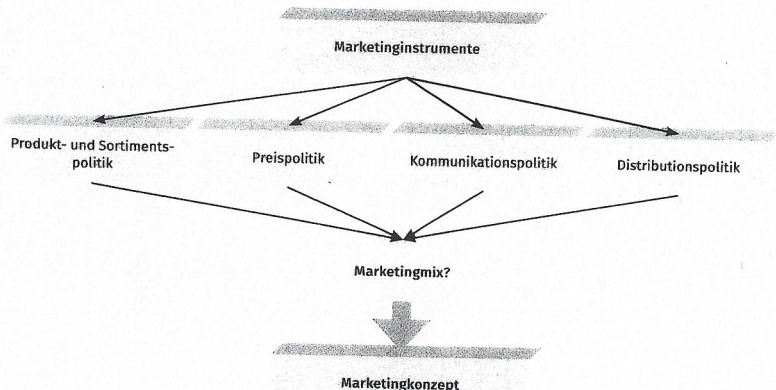 Marketinginstrumente
Produkt- und Sortiments-
politik
Preispolitik
Kommunikationspolitik
Distributionspolitik
Marketingmix?
Marketingkonzept